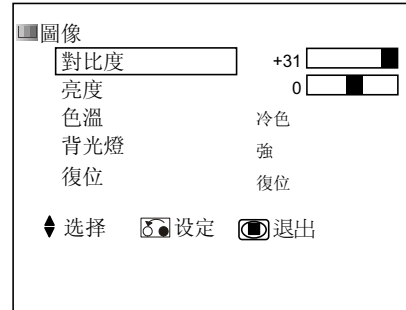 圖像
對比度 +31
亮度 0
色溫 冷色
背光燈 強
復位 復位
选择 设定 退出